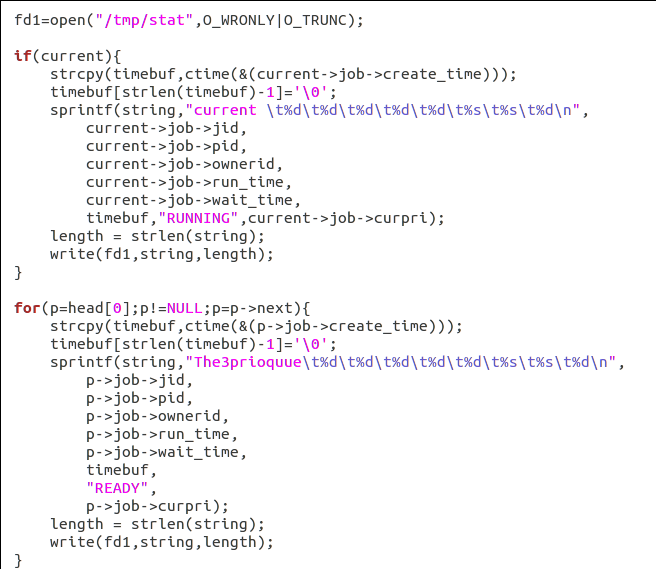 fd1=open("/tmp/stat",O_WRONLY|O_TRUNC);

if(current){
    strcpy(timebuf,ctime(&(current->job->create_time)));
    timebuf[strlen(timebuf)-1]='\0';
    sprintf(string,"current \t%d\t%d\t%d\t%d\t%d\t%s\t%s\t%d\n",
        current->job->jid,
        current->job->pid,
        current->job->ownerid,
        current->job->run_time,
        current->job->wait_time,
        timebuf,"RUNNING",current->job->curpri);
    length = strlen(string);
    write(fd1,string,length);
}

for(p=head[0];p!=NULL;p=p->next){
    strcpy(timebuf,ctime(&(p->job->create_time)));
    timebuf[strlen(timebuf)-1]='\0';
    sprintf(string,"The3prioquue\t%d\t%d\t%d\t%d\t%d\t%s\t%s\t%d\n",
        p->job->jid,
        p->job->pid,
        p->job->ownerid,
        p->job->run_time,
        p->job->wait_time,
        timebuf,
        "READY",
        p->job->curpri);
    length = strlen(string);
    write(fd1,string,length);
}